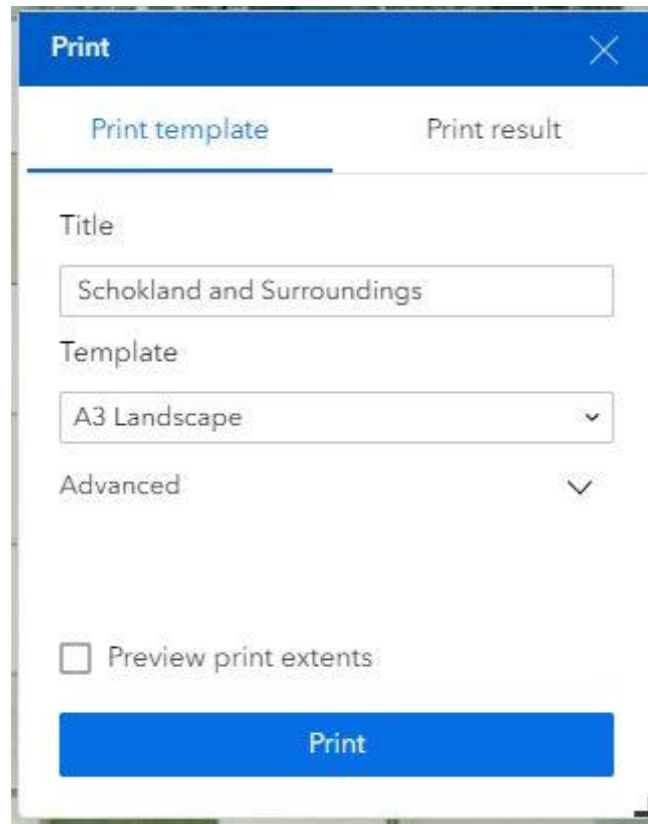 Print
Print template Print result
Title
Schokland and Surroundings
Template
A3 Landscape
Advanced
Preview print extents
Print